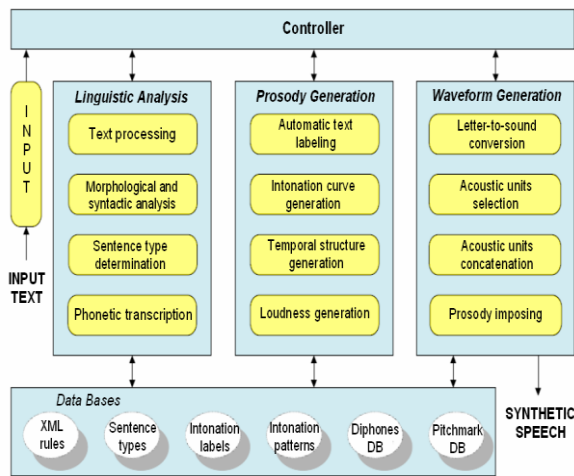 Controller
INPUT
INPUT
TEXT
Linguistic Analysis
Text processing
Morphological and
syntactic analysis
Sentence type
determination
Phonetic transcription
Prosody Generation
Automatic text
labeling
Intonation curve
generation
Temporal structure
generation
Loudness generation
Waveform Generation
Letter-to-sound
conversion
Acoustic units
selection
Acoustic units
concatenation
Prosody imposing
SYNTHETIC
SPEECH
Data Bases
XML
rules
Sentence
types
Intonation
labels
Intonation
patterns
Diphones
DB
Pitchmark
DB